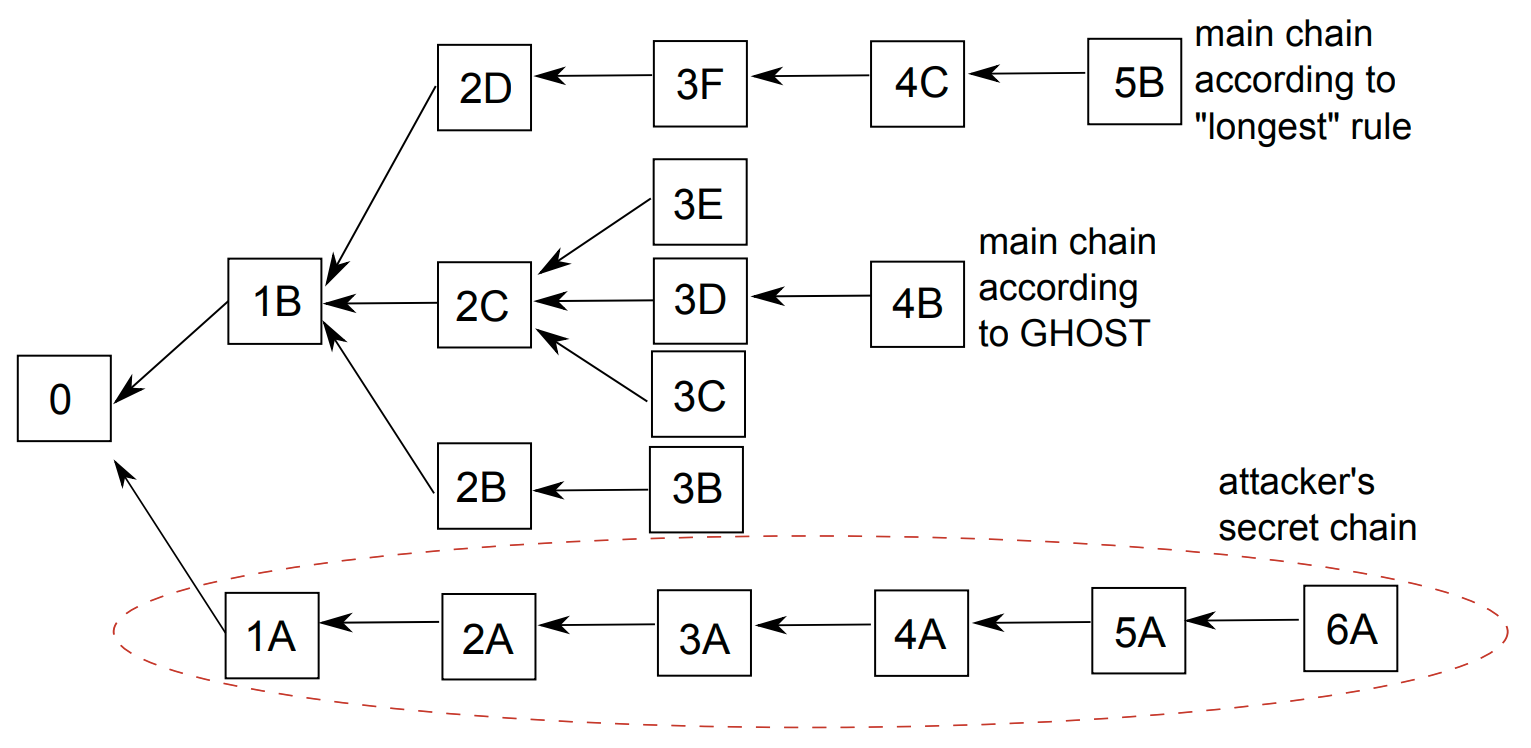 main chain
according to
"longest" rule
2D
3F
4C
5B
3E
main chain
according
to GHOST
1B
2C
3D
4B
0
3C
2B
3B
attacker's
secret chain
1A
2A
3A
4A
5A
6A